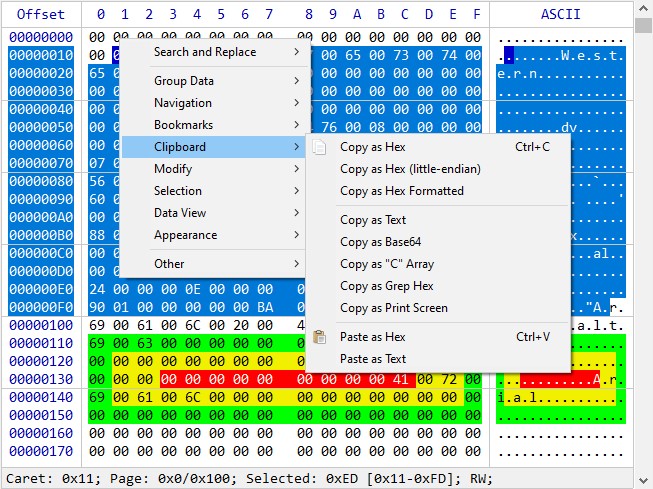 Offset 0 1 2 3 4 5 6 7 8 9 A B C D E F ASCII
00000000 00 00 00 00 00 00 00 00 00 00 00 00 00 00 00 00 ................
00000010 00 00 65 00 73 00 74 00 ........W.e.s.t.
00000020 65 00 00 00 00 00 00 00 e.r.n...........
00000030 00 00 00 00 00 00 00 00 ................
00000040 00 00 00 00 00 00 00 00 ................
00000050 00 76 00 08 00 00 00 00 dv
00000060 00
00000070 07
00000080 56
00000090 60
000000A0 00
000000B0 88
000000C0 00 al
000000D0 00
000000E0 24 00 00 00 0E 00 00 00
000000F0 90 01 00 00 00 00 BA "A.r.
00000100 69 00 61 00 6C 00 20 00 a.l.t.
00000110 69 00 63 00 00 00 00
00000120 00 00 00 00 00 00 00
00000130 00 00 00 00 00 00 00 00 00 00 00 00 41 00 72 00 ............A.r.
00000140 69 00 61 00 6C 00 00 00 00 00 00 00 00 00 00 00 i.a.l...........
00000150 00 00 00 00 00 00 00 00 00 00 00 00 00 00 00 00 ................
00000160 00 00 00 00 00 00 00 00 00 00 00 00 00 00 00 00 ................
00000170 00 00 00 00 00 00 00 00 00 00 00 00 00 00 00 00 ................
Search and Replace
Group Data
Navigation
Bookmarks
Clipboard
Modify
Selection
Data View
Appearance
Other
Copy as Hex Ctrl+C
Copy as Hex (little-endian)
Copy as Hex Formatted
Copy as Text
Copy as Base64
Copy as "C" Array
Copy as Grep Hex
Copy as Print Screen
Paste as Hex Ctrl+V
Paste as Text
Caret: 0x11; Page: 0x0/0x100; Selected: 0xED [0x11-0xFD]; RW;